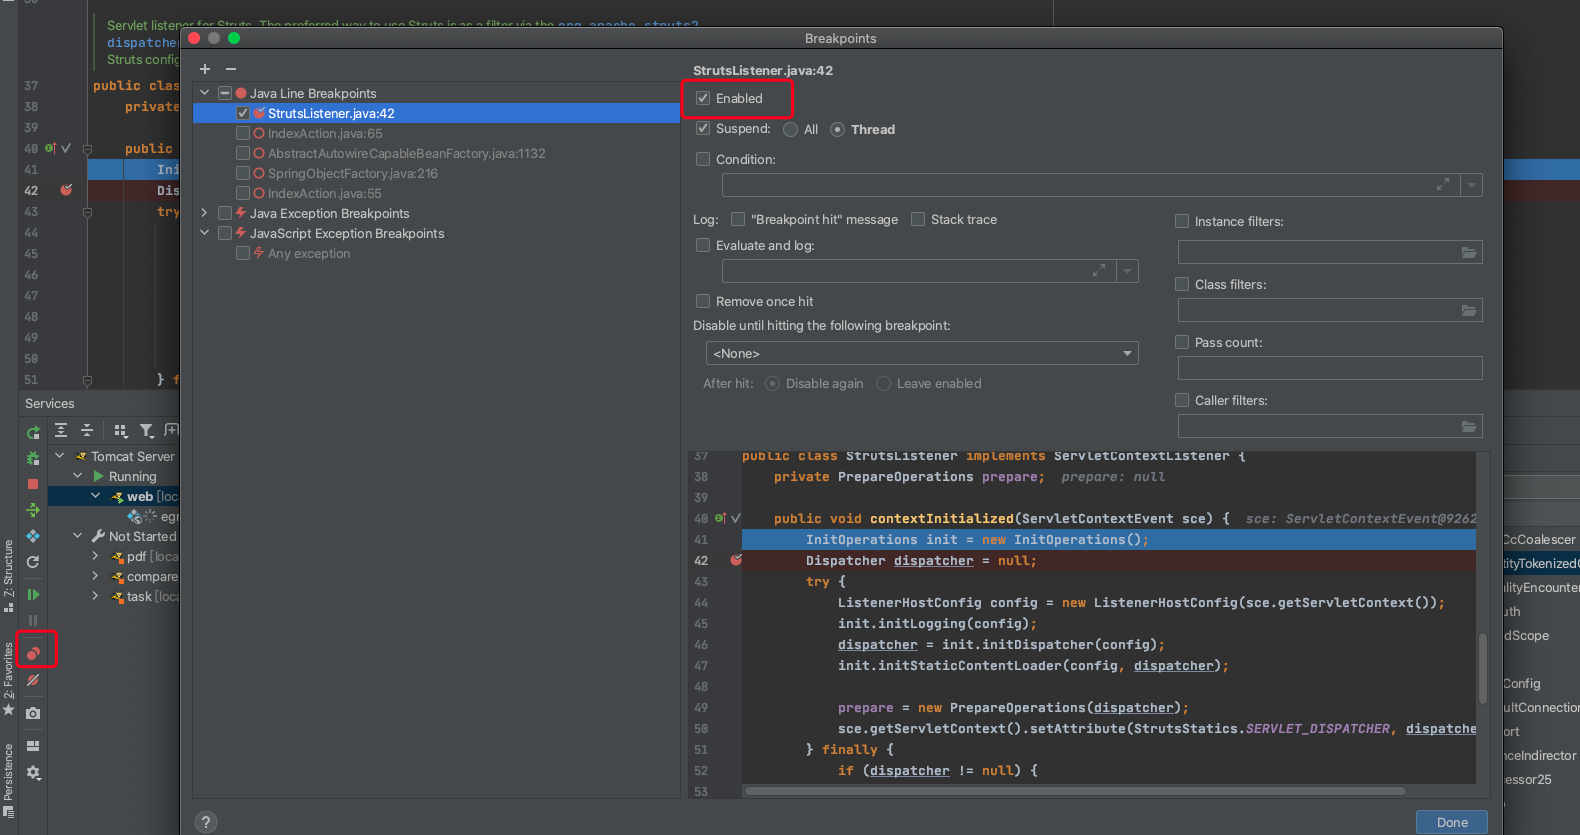 Servlet listener for Struts. The preferred way to use Struts is as a filter via the org.apache.struts2.
dispatcher
Struts config
Breakpoints
StrutsListener.java:42
Java Line Breakpoints
StrutsListener.java:42
IndexAction.java:65
AbstractAutowireCapableBeanFactory.java:1132
SpringObjectFactory.java:216
IndexAction.java:55
Java Exception Breakpoints
JavaScript Exception Breakpoints
Any exception
Enabled
Suspend: All Thread
Condition:
Log: "Breakpoint hit" message Stack trace
Evaluate and log:
Remove once hit
Disable until hitting the following breakpoint:
<None>
After hit: Disable again Leave enabled
Instance filters:
Class filters:
Pass count:
Caller filters:
37 public clas
38 private
39
40 public
41 Ini
42 Dis
43 try
44
45
46
47
48
49
50
51 } f
Services
Tomcat Server
Running
web [loca
egr
Not Started
pdf [loca
compare
task [loca
Z: Structure
2: Favorites
Persistence
37 public class StrutsListener implements ServletContextListener {
38 private PrepareOperations prepare; prepare: null
39
40 public void contextInitialized(ServletContextEvent sce) { sce: ServletContextEvent@9262
41 InitOperations init = new InitOperations();
42 Dispatcher dispatcher = null;
43 try {
44 ListenerHostConfig config = new ListenerHostConfig(sce.getServletContext());
45 init.initLogging(config);
46 dispatcher = init.initDispatcher(config);
47 init.initStaticContentLoader(config, dispatcher);
48
49 prepare = new PrepareOperations(dispatcher);
50 sce.getServletContext().setAttribute(StrutsStatics.SERVLET_DISPATCHER, dispatche
51 } finally {
52 if (dispatcher != null) {
53
CcCoalescer
tityTokenizedC
lityEncounter
uth
dScope
Config
ultConnection
ort
nceIndirector
essor25
?
Done